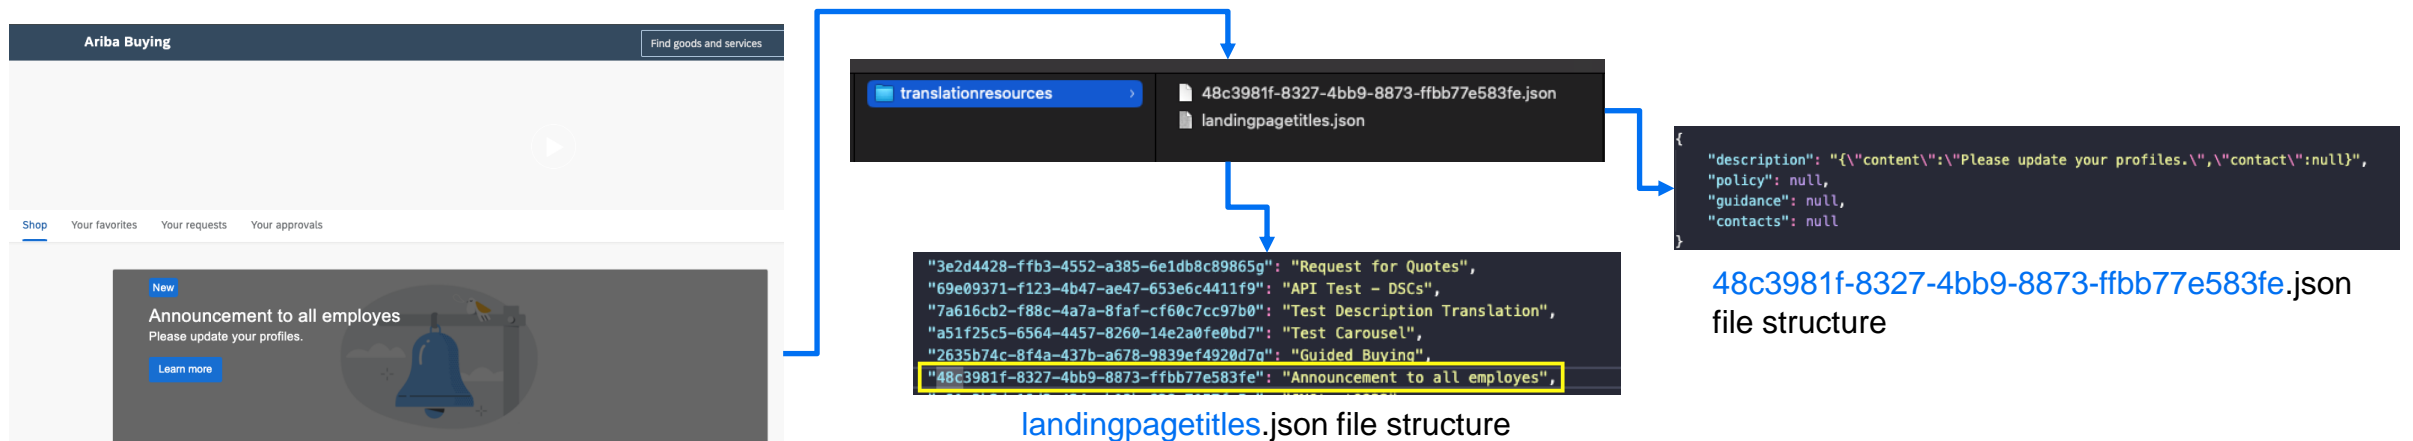 Ariba Buying
Find goods and services
Shop Your favorites Your requests Your approvals
New
Announcement to all employes
Please update your profiles.
Learn more
translationresources
48c3981f-8327-4bb9-8873-ffbb77e583fe.json
landingpagetitles.json
"3e2d4428-ffb3-4552-a385-6e1db8c89865g": "Request for Quotes",
"69e09371-f123-4b47-ae47-653e6c4411f9": "API Test – DSCs",
"7a616cb2-f88c-4a7a-8faf-cf60c7cc97b0": "Test Description Translation",
"a51f25c5-6564-4457-8260-14e2a0fe0bd7": "Test Carousel",
"2635b74c-8f4a-437b-a678-9839ef4920d7g": "Guided Buying",
"48c3981f-8327-4bb9-8873-ffbb77e583fe": "Announcement to all employes",
landingpagetitles.json file structure
{
"description": "{\"content\":\"Please update your profiles.\",\"contact\":null}",
"policy": null,
"guidance": null,
"contacts": null
}
48c3981f-8327-4bb9-8873-ffbb77e583fe.json
file structure